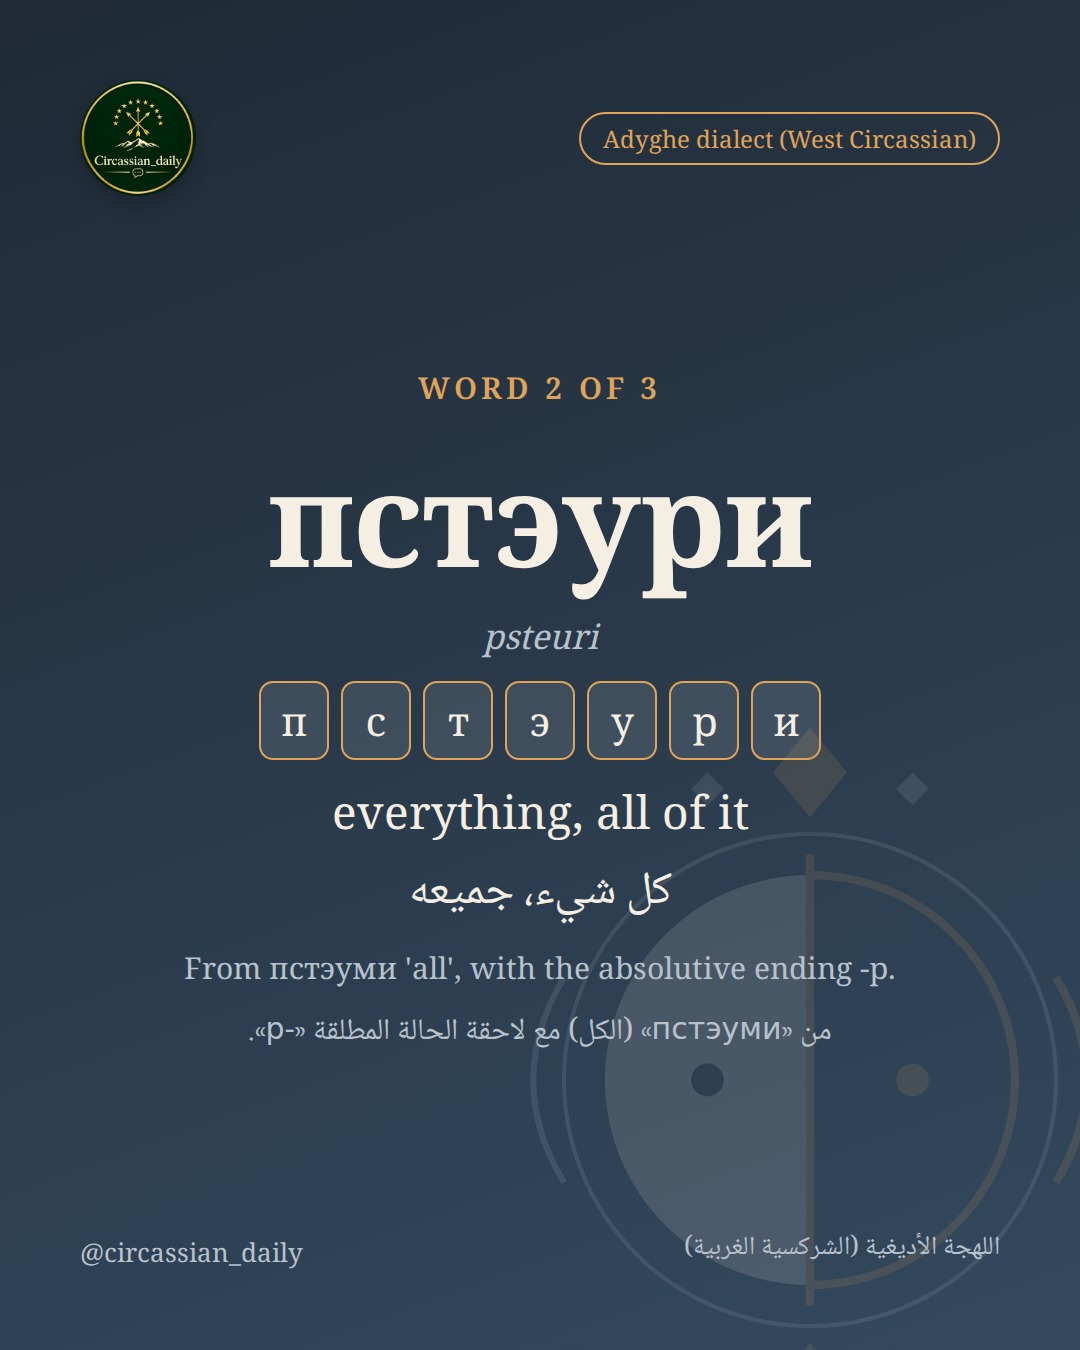 Circassian_daily
Adyghe dialect (West Circassian)
WORD 2 OF 3
пстэури
psteuri
п с т э у р и
everything, all of it
كل شيء، جميعه
From пстэуми 'all', with the absolutive ending -р.
من «пстэуми» (الكل) مع لاحقة الحالة المطلقة «-р».
@circassian_daily
اللهجة الأديغية (الشركسية الغربية)